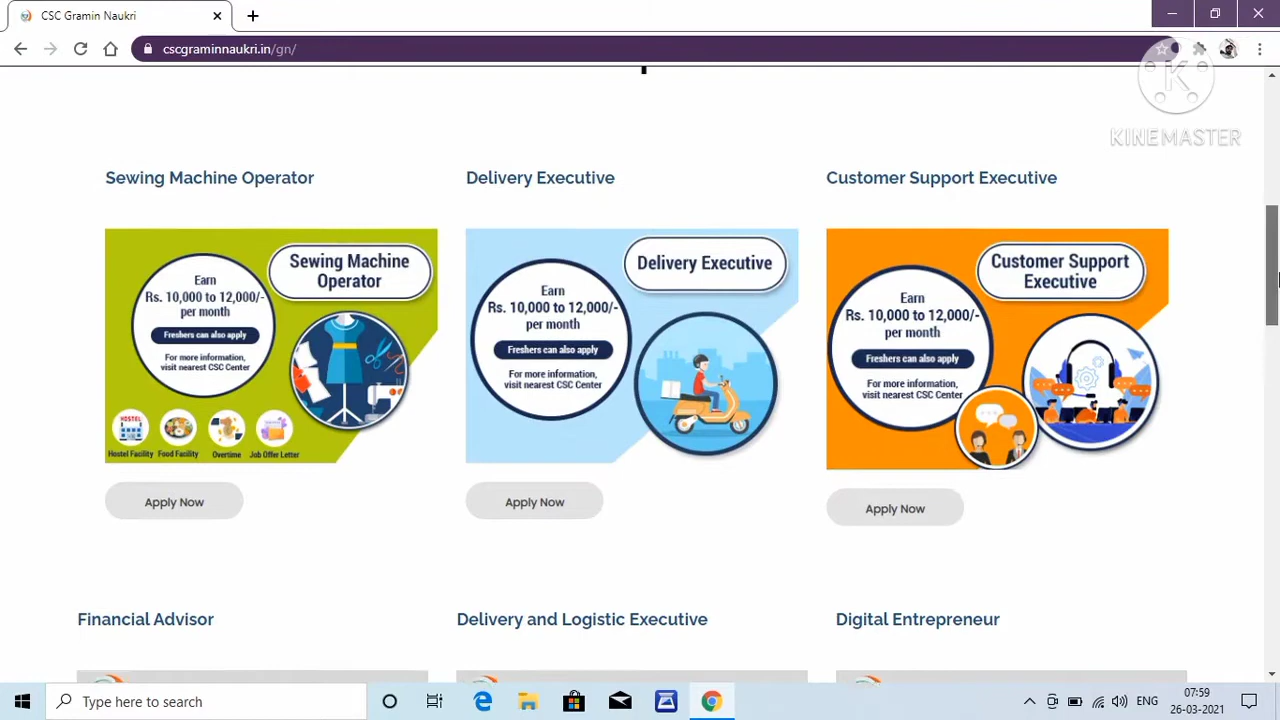 CSC Gramin Naukri
cscgraminnaukri.in/gn/
KINEMASTER
Sewing Machine Operator
Delivery Executive
Customer Support Executive
Sewing Machine
Operator
Earn
Rs. 10,000 to 12,000/-
per month
Freshers can also apply
For more information,
visit nearest CSC Center
HOSTEL
Hostel Facility
Food Facility
Overtime
Job Offer Letter
Delivery Executive
Earn
Rs. 10,000 to 12,000/-
per month
Freshers can also apply
For more information,
visit nearest CSC Center
Customer Support
Executive
Earn
Rs. 10,000 to 12,000/-
per month
Freshers can also apply
For more information,
visit nearest CSC Center
Apply Now
Apply Now
Apply Now
Financial Advisor
Delivery and Logistic Executive
Digital Entrepreneur
Type here to search
ENG
07:59
26-03-2021